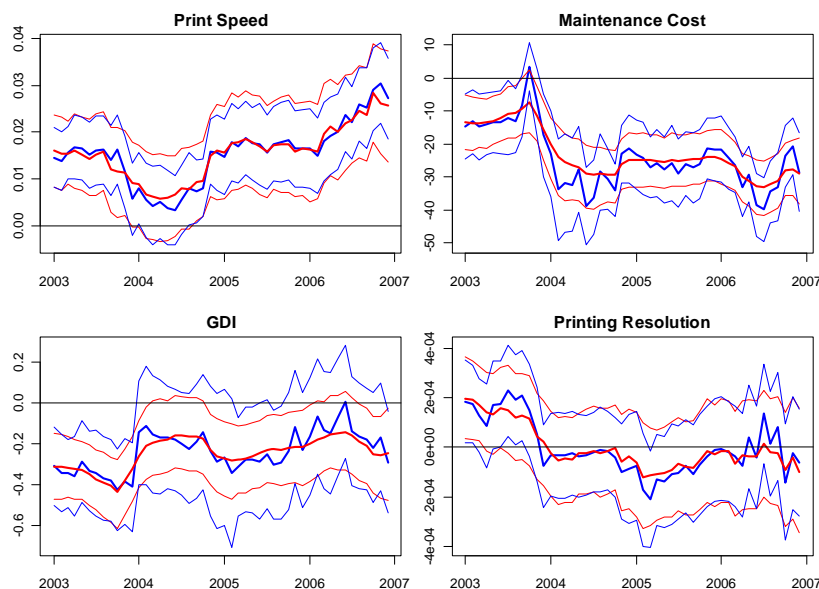 Print Speed
0.04
0.03
0.02
0.01
0.00
2003 2004 2005 2006 2007
Maintenance Cost
10
0
-10
-20
-30
-40
-50
2003 2004 2005 2006 2007
GDI
0.2
0.0
-0.2
-0.4
-0.6
2003 2004 2005 2006 2007
Printing Resolution
4e-04
2e-04
0e+00
-2e-04
-4e-04
2003 2004 2005 2006 2007